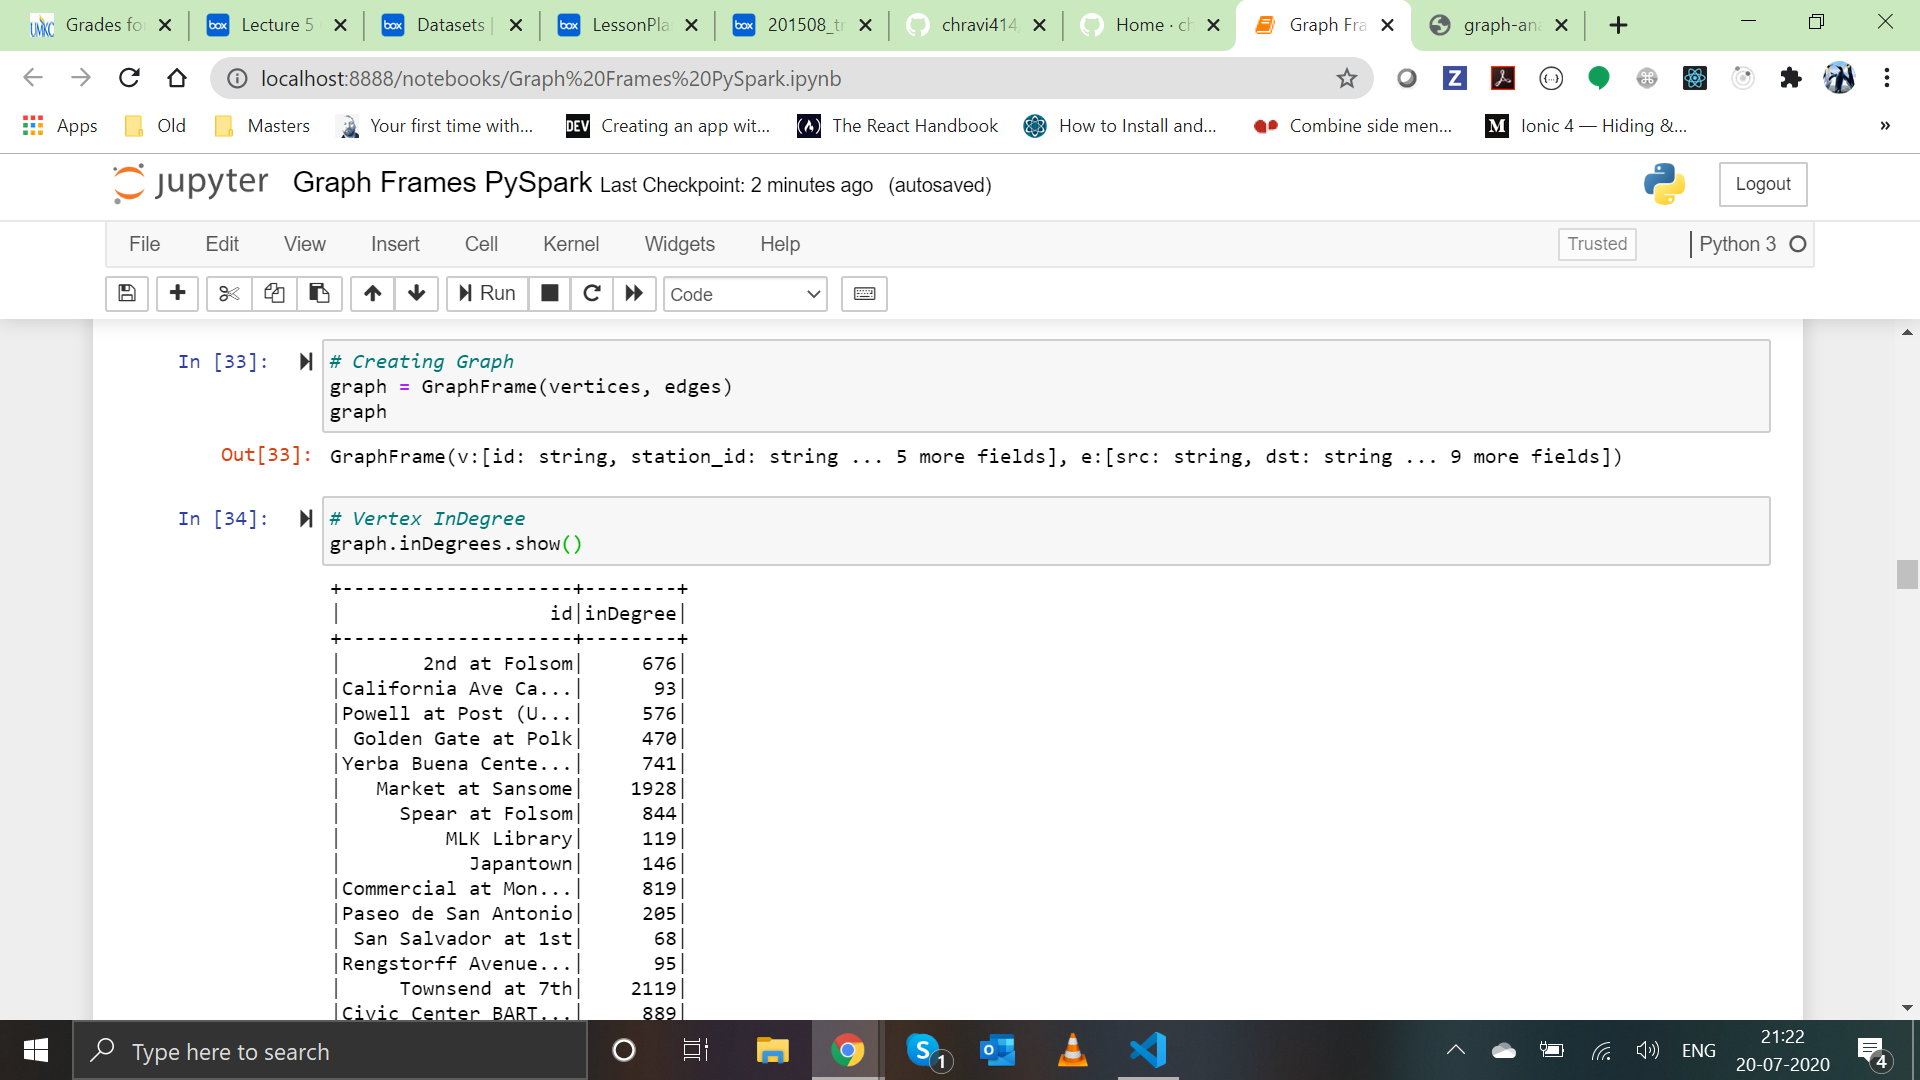 Grades fo
Lecture 5
Datasets |
LessonPla
201508_tr
chravi414
Home · ch
Graph Fra
graph-ana
localhost:8888/notebooks/Graph%20Frames%20PySpark.ipynb
Apps Old Masters Your first time with... DEV Creating an app wit... The React Handbook How to Install and... Combine side men... Ionic 4 — Hiding &... »
jupyter Graph Frames PySpark Last Checkpoint: 2 minutes ago (autosaved) Logout
File Edit View Insert Cell Kernel Widgets Help Trusted Python 3
Run Code
In [33]: # Creating Graph
graph = GraphFrame(vertices, edges)
graph
Out[33]: GraphFrame(v:[id: string, station_id: string ... 5 more fields], e:[src: string, dst: string ... 9 more fields])
In [34]: # Vertex InDegree
graph.inDegrees.show()
+--------------------+--------+
|                  id|inDegree|
+--------------------+--------+
|       2nd at Folsom|     676|
|California Ave Ca...|      93|
|Powell at Post (U...|     576|
| Golden Gate at Polk|     470|
|Yerba Buena Cente...|     741|
|   Market at Sansome|    1928|
|     Spear at Folsom|     844|
|         MLK Library|     119|
|           Japantown|     146|
|Commercial at Mon...|     819|
|Paseo de San Antonio|     205|
| San Salvador at 1st|      68|
|Rengstorff Avenue...|      95|
|     Townsend at 7th|    2119|
|Civic Center BART...|     889|
Type here to search
1
ENG
21:22
20-07-2020
4